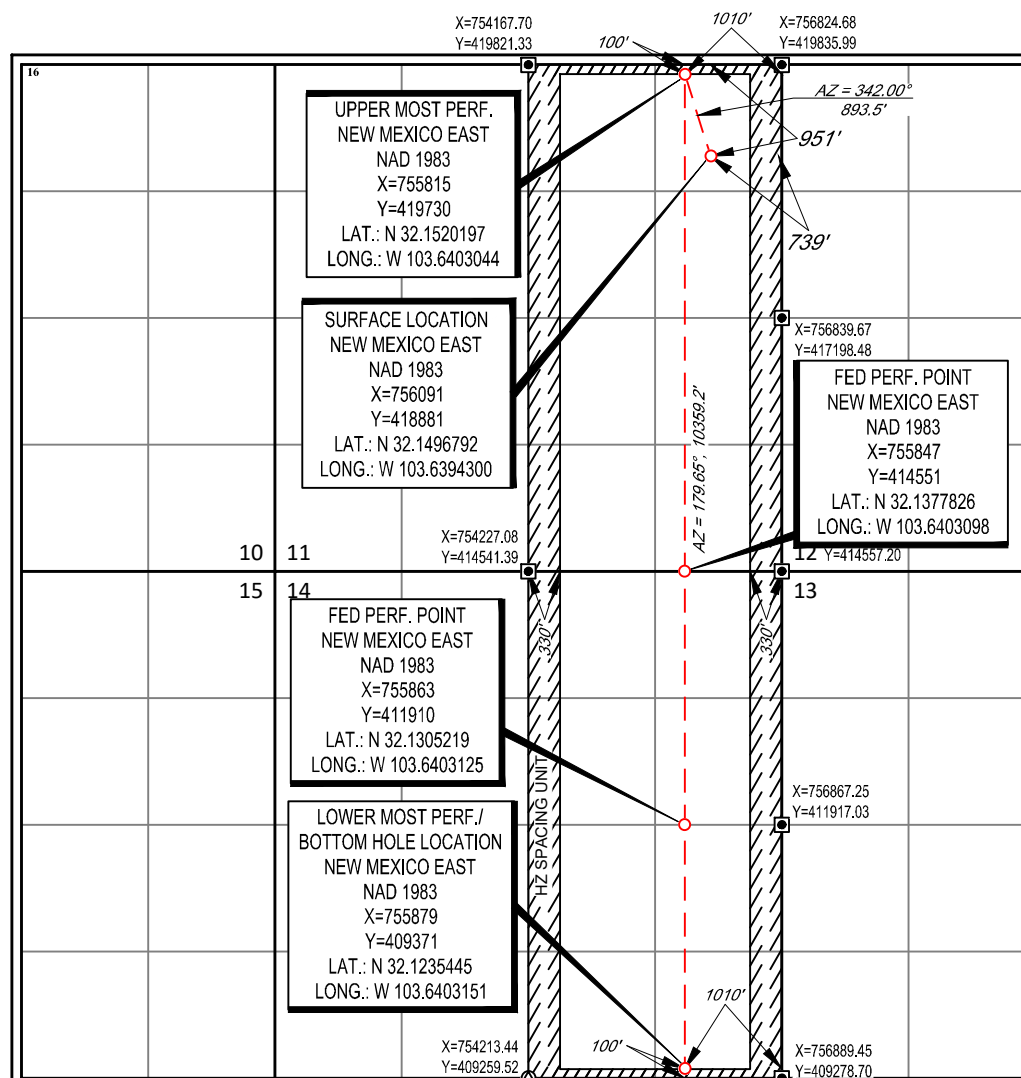 16
X=754167.70
Y=419821.33
100'
1010'
X=756824.68
Y=419835.99
AZ = 342.00°
893.5'
951'
739'
UPPER MOST PERF.
NEW MEXICO EAST
NAD 1983
X=755815
Y=419730
LAT.: N 32.1520197
LONG.: W 103.6403044
SURFACE LOCATION
NEW MEXICO EAST
NAD 1983
X=756091
Y=418881
LAT.: N 32.1496792
LONG.: W 103.6394300
X=756839.67
Y=417198.48
FED PERF. POINT
NEW MEXICO EAST
NAD 1983
X=755847
Y=414551
LAT.: N 32.1377826
LONG.: W 103.6403098
AZ = 179.65°, 10359.2'
X=754227.08
Y=414541.39
Y=414557.20
10
11
12
15
14
13
330'
330'
FED PERF. POINT
NEW MEXICO EAST
NAD 1983
X=755863
Y=411910
LAT.: N 32.1305219
LONG.: W 103.6403125
HZ SPACING UNIT
X=756867.25
Y=411917.03
LOWER MOST PERF./
BOTTOM HOLE LOCATION
NEW MEXICO EAST
NAD 1983
X=755879
Y=409371
LAT.: N 32.1235445
LONG.: W 103.6403151
1010'
100'
X=754213.44
Y=409259.52
X=756889.45
Y=409278.70